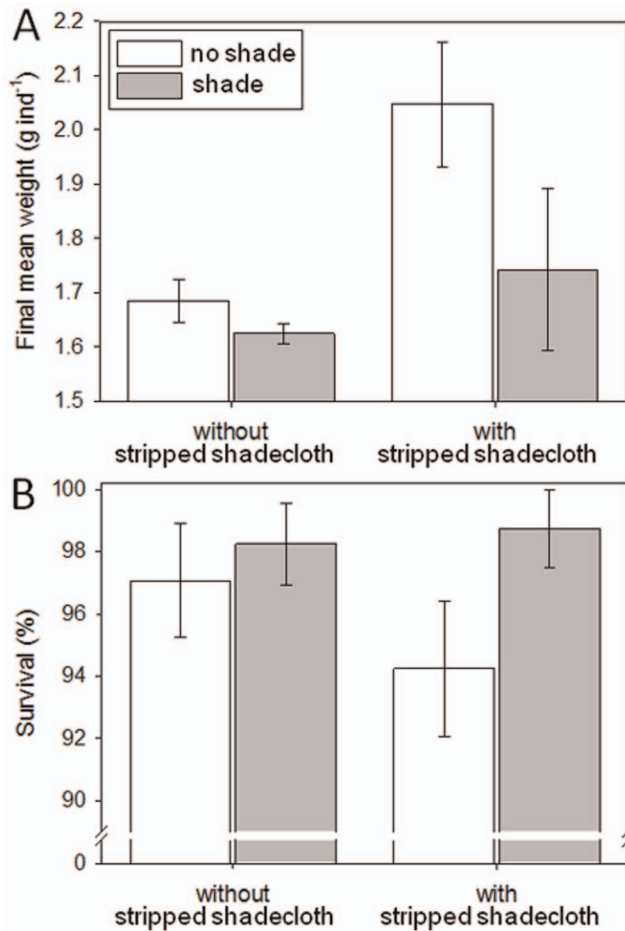 A
no shade
shade
Final mean weight (g ind⁻¹)
2.2
2.1
2.0
1.9
1.8
1.7
1.6
1.5
without
stripped shadecloth
with
stripped shadecloth
B
Survival (%)
100
98
96
94
92
90
0
without
stripped shadecloth
with
stripped shadecloth